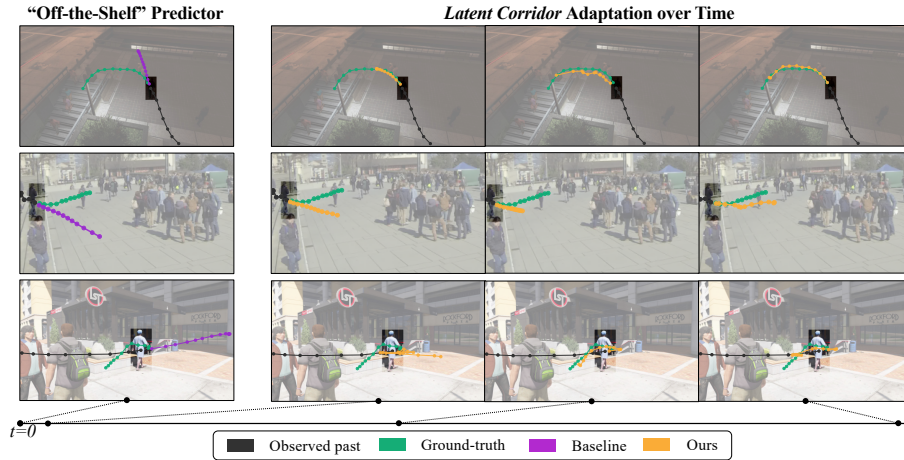 “Off-the-Shelf” Predictor
Latent Corridor Adaptation over Time
t=0
Observed past
Ground-truth
Baseline
Ours